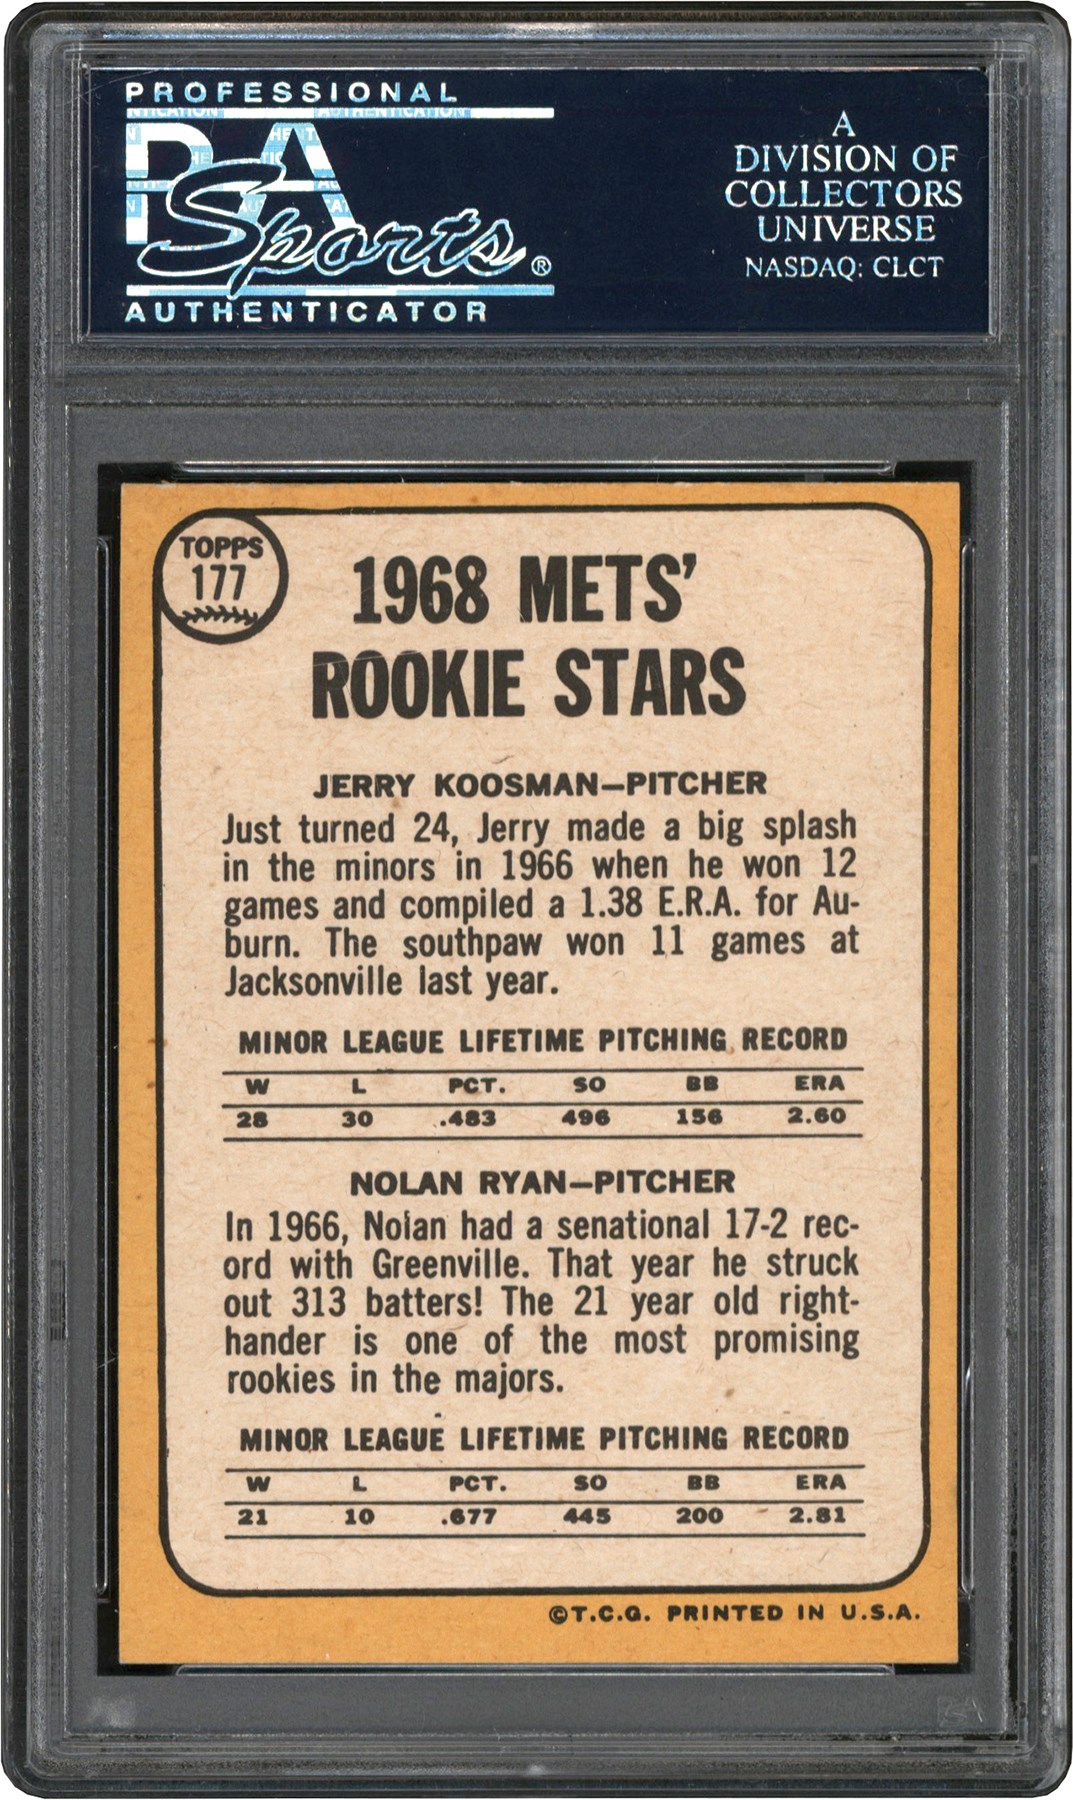 PROFESSIONAL
PSA
Sports®
AUTHENTICATOR
A
DIVISION OF
COLLECTORS
UNIVERSE
NASDAQ: CLCT
TOPPS
177
1968 METS'
ROOKIE STARS
JERRY KOOSMAN—PITCHER
Just turned 24, Jerry made a big splash
in the minors in 1966 when he won 12
games and compiled a 1.38 E.R.A. for Au-
burn. The southpaw won 11 games at
Jacksonville last year.
MINOR LEAGUE LIFETIME PITCHING RECORD
W L PCT. SO BB ERA
28 30 .483 496 156 2.60
NOLAN RYAN—PITCHER
In 1966, Nolan had a senational 17-2 rec-
ord with Greenville. That year he struck
out 313 batters! The 21 year old right-
hander is one of the most promising
rookies in the majors.
MINOR LEAGUE LIFETIME PITCHING RECORD
W L PCT. SO BB ERA
21 10 .677 445 200 2.81
©T.C.G. PRINTED IN U.S.A.